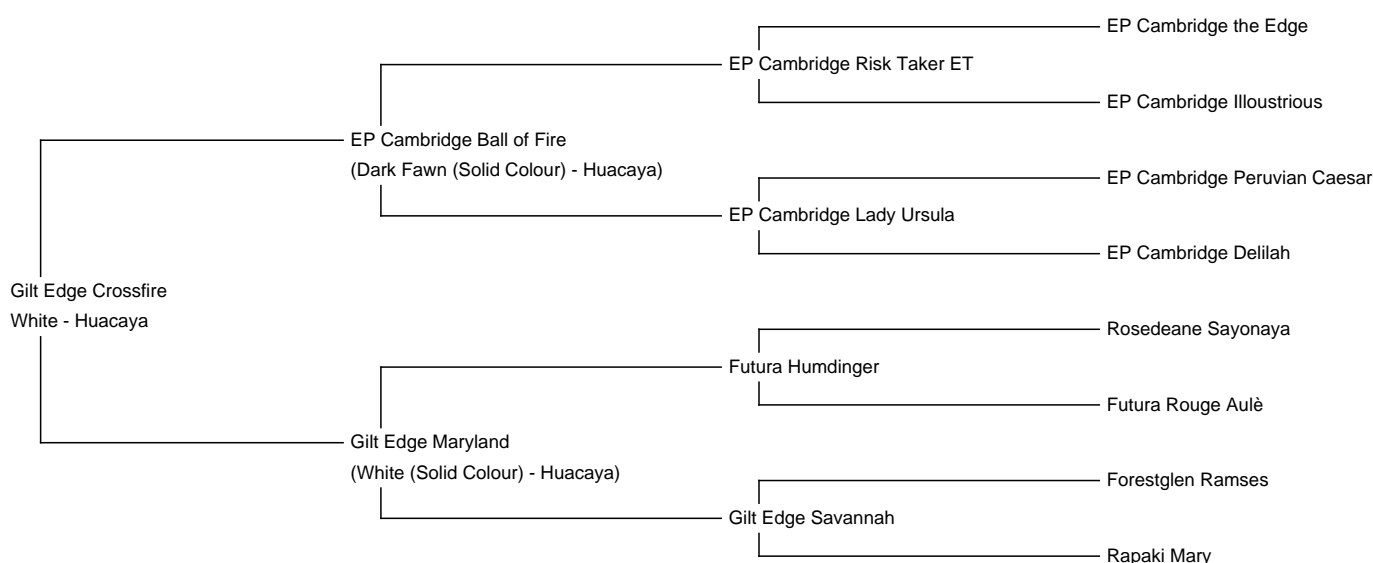 EP Cambridge the Edge
EP Cambridge Risk Taker ET
EP Cambridge Illoustrious
EP Cambridge Ball of Fire
(Dark Fawn (Solid Colour) - Huacaya)
EP Cambridge Peruvian Caesar
EP Cambridge Lady Ursula
EP Cambridge Delilah
Gilt Edge Crossfire
White - Huacaya
Rosedeane Sayonaya
Futura Humdinger
Futura Rouge Aulè
Gilt Edge Maryland
(White (Solid Colour) - Huacaya)
Forestglen Ramses
Gilt Edge Savannah
Rapaki Mary